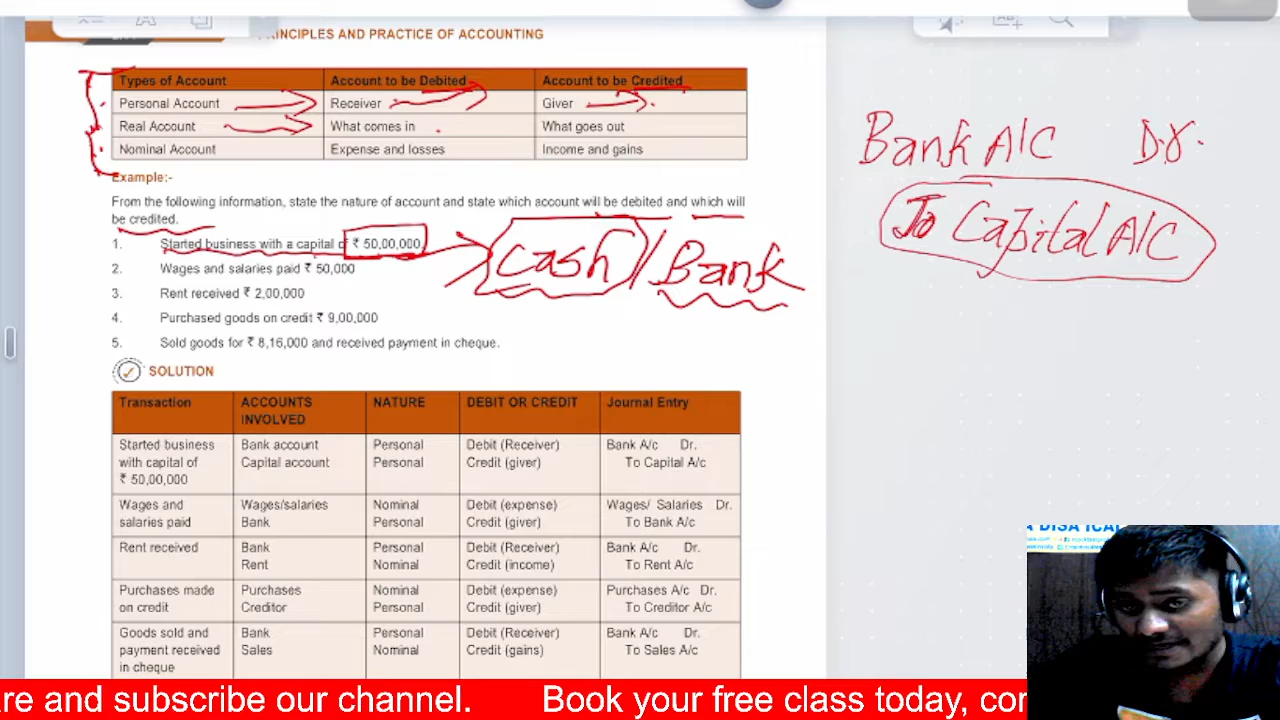 PRINCIPLES AND PRACTICE OF ACCOUNTING
Types of Account Account to be Debited Account to be Credited
Personal Account Receiver Giver
Real Account What comes in What goes out
Nominal Account Expense and losses Income and gains
Example:-
From the following information, state the nature of account and state which account will be debited and which will
be credited.
1. Started business with a capital of ₹ 50,00,000
2. Wages and salaries paid ₹ 50,000
3. Rent received ₹ 2,00,000
4. Purchased goods on credit ₹ 9,00,000
5. Sold goods for ₹ 8,16,000 and received payment in cheque.
Cash/Bank
Bank A/C Dr.
To Capital A/C
SOLUTION
Transaction ACCOUNTS INVOLVED NATURE DEBIT OR CREDIT Journal Entry
Started business Bank account Personal Debit (Receiver) Bank A/c Dr.
with capital of Capital account Personal Credit (giver) To Capital A/c
₹ 50,00,000
Wages and Wages/salaries Nominal Debit (expense) Wages/ Salaries Dr.
salaries paid Bank Personal Credit (giver) To Bank A/c
Rent received Bank Personal Debit (Receiver) Bank A/c Dr.
Rent Nominal Credit (income) To Rent A/c
Purchases made Purchases Nominal Debit (expense) Purchases A/c Dr.
on credit Creditor Personal Credit (giver) To Creditor A/c
Goods sold and Bank Personal Debit (Receiver) Bank A/c Dr.
payment received Sales Nominal Credit (gains) To Sales A/c
in cheque
DISA ICA
re and subscribe our channel. Book your free class today, con